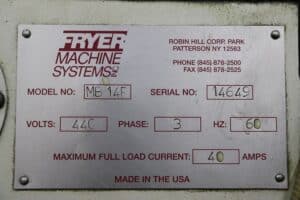 FRYER
MACHINE
SYSTEMS INC
ROBIN HILL CORP. PARK
PATTERSON NY 12563
PHONE (845) 878-2500
FAX (845) 878-2525
MODEL NO: MB 14F SERIAL NO: 14649
VOLTS: 440 PHASE: 3 HZ: 60
MAXIMUM FULL LOAD CURRENT: 40 AMPS
MADE IN THE USA